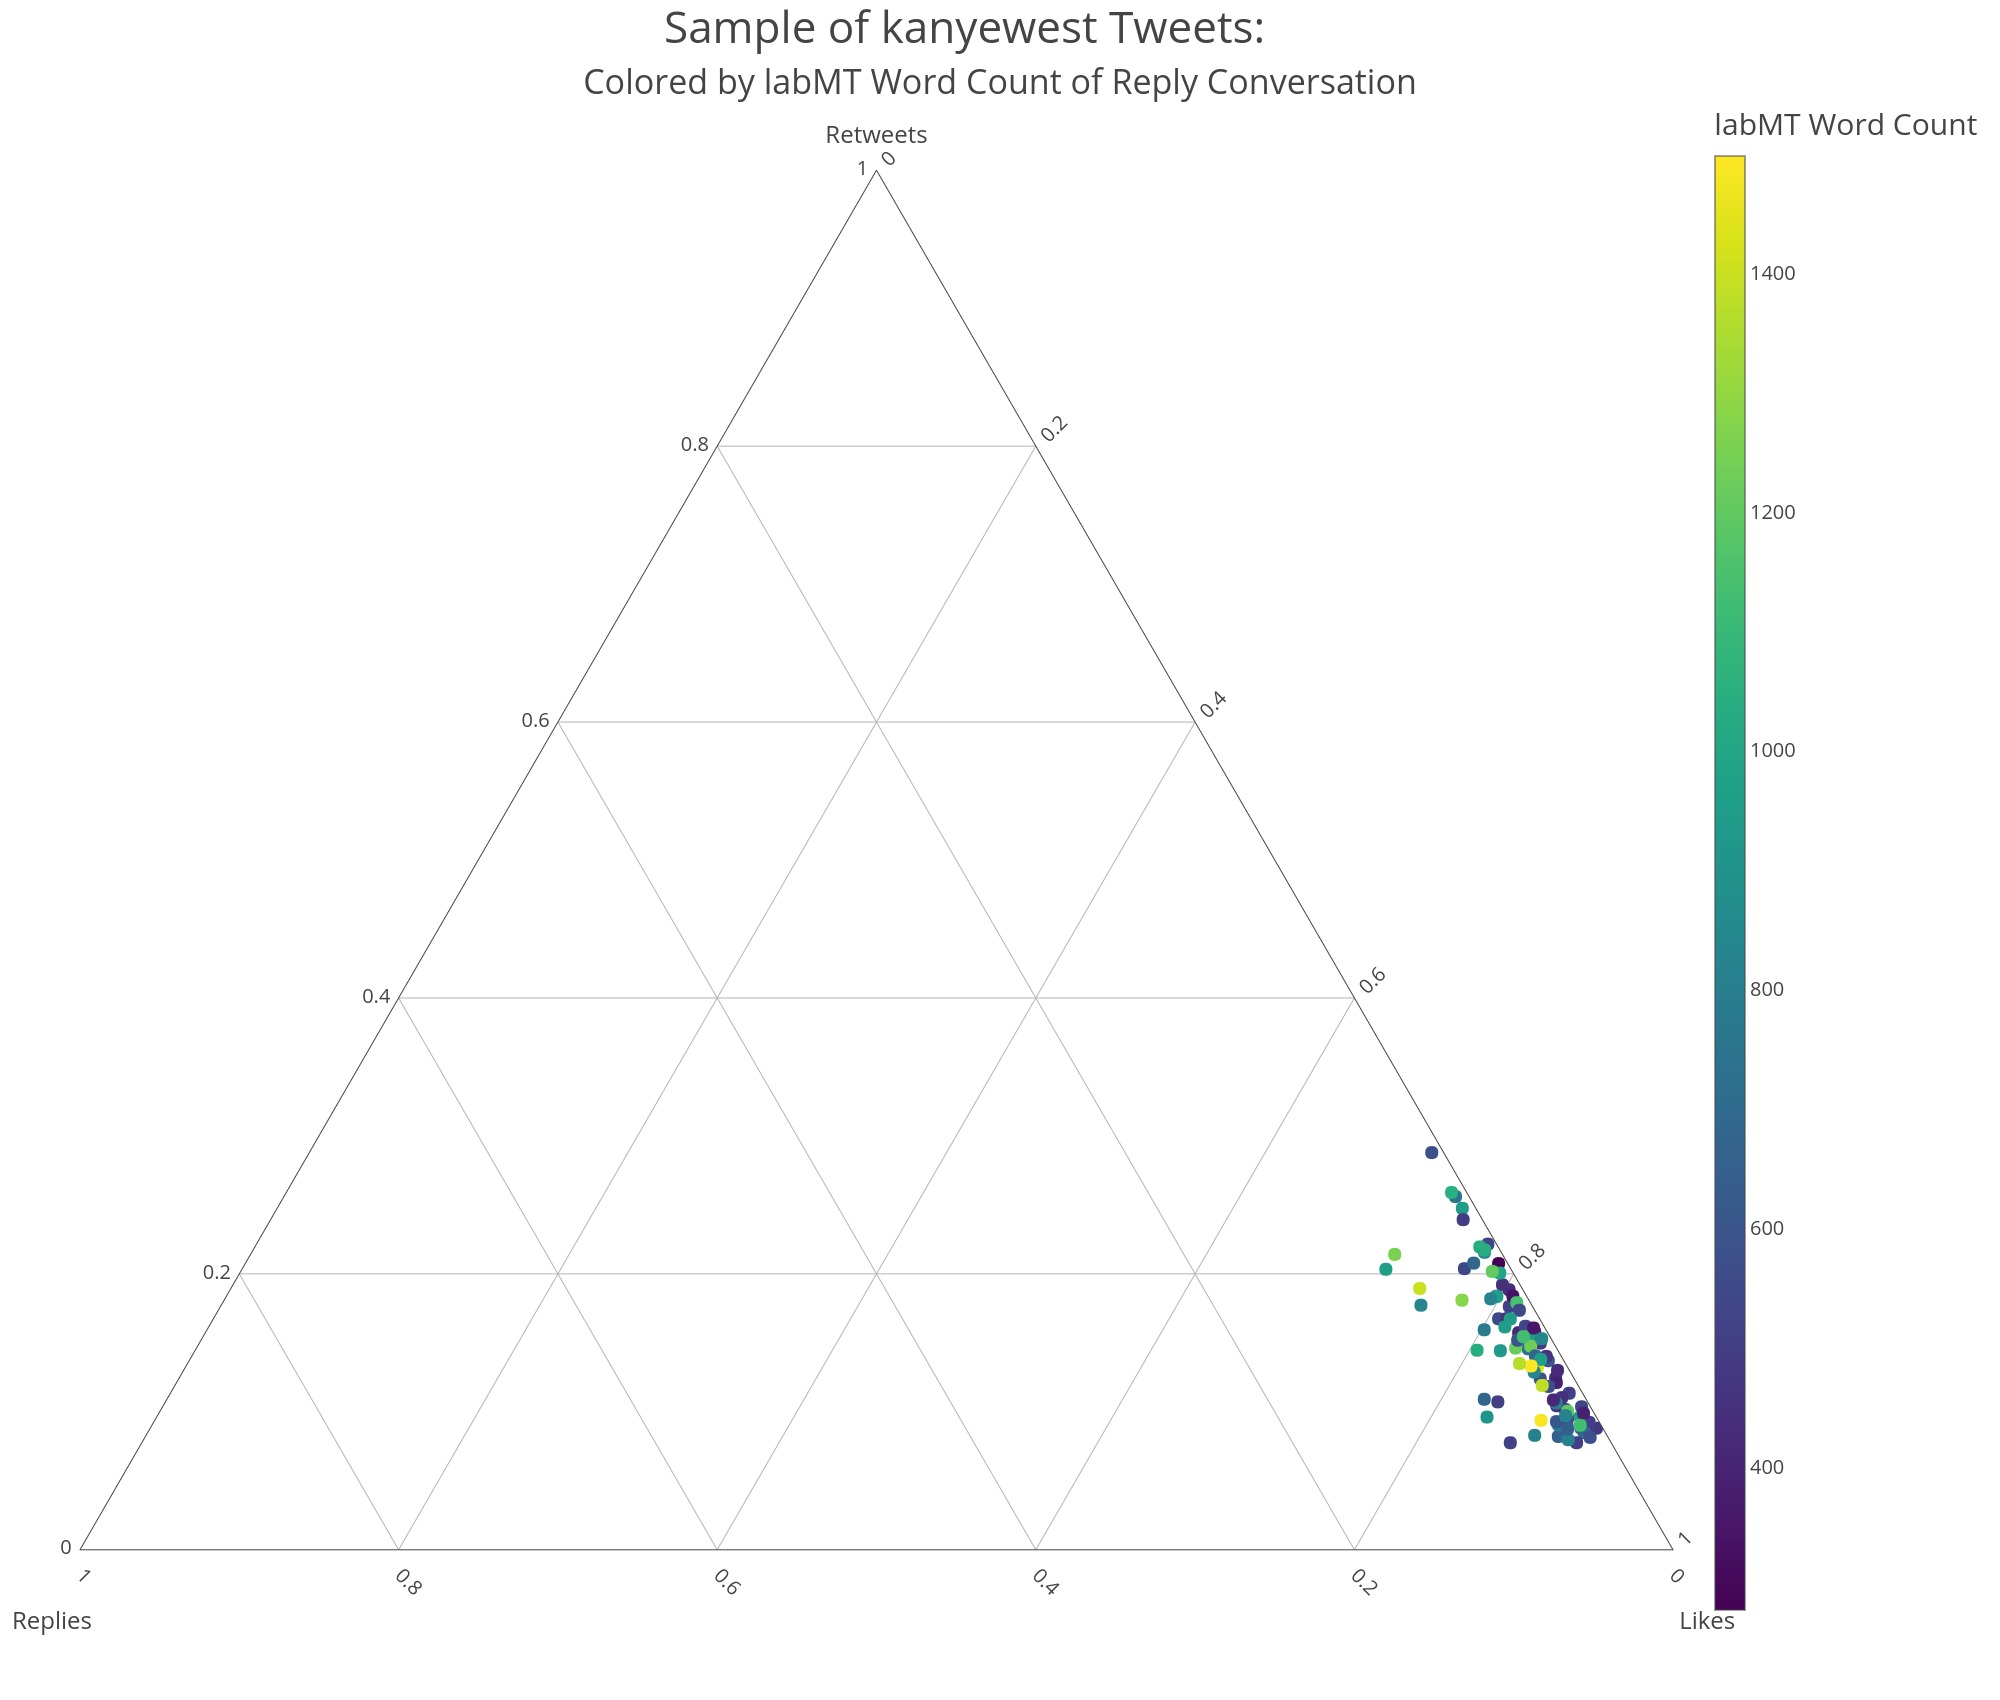 Sample of kanyewest Tweets:
Colored by labMT Word Count of Reply Conversation
labMT Word Count
Retweets
1 0
0.8 0.2
0.6 0.4
0.4 0.6
0.2 0.8
0 1
1 0.8 0.6 0.4 0.2 0
Replies Likes
1400
1200
1000
800
600
400